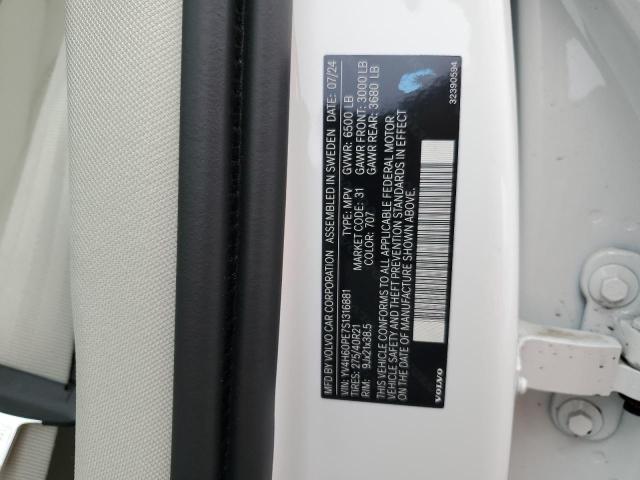 MFD BY VOLVO CAR CORPORATION ASSEMBLED IN SWEDEN DATE: 07/24
VIN: YV4H60PE7S1316881 TYPE: MPV GVWR: 6500 LB
TIRES: 275/40R21 MARKET CODE: 31 GAWR FRONT: 3000 LB
RIM: 9Jx21x38.5 COLOR: 707 GAWR REAR: 3680 LB
THIS VEHICLE CONFORMS TO ALL APPLICABLE FEDERAL MOTOR
VEHICLE SAFETY AND THEFT PREVENTION STANDARDS IN EFFECT
ON THE DATE OF MANUFACTURE SHOWN ABOVE.
VOLVO 32390594